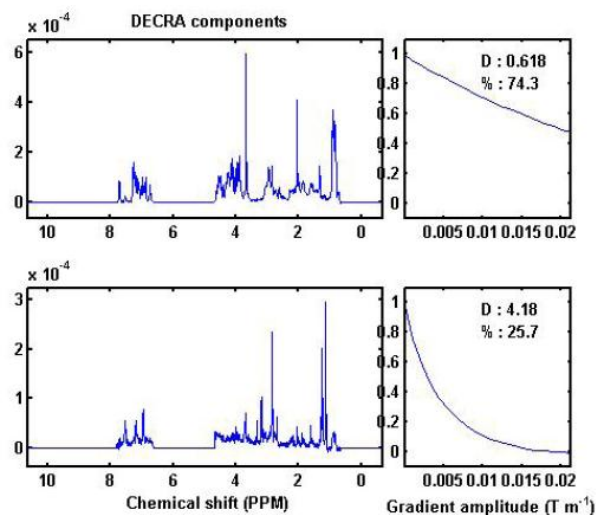 DECRA components
× 10⁻⁴
6
4
2
0
10 8 6 4 2 0
1
0.8
0.6
0.4
0.2
0
D : 0.618
% : 74.3
0.005 0.01 0.015 0.02
× 10⁻⁴
3
2
1
0
10 8 6 4 2 0
Chemical shift (PPM)
1
0.8
0.6
0.4
0.2
0
D : 4.18
% : 25.7
0.005 0.01 0.015 0.02
Gradient amplitude (T m⁻¹)